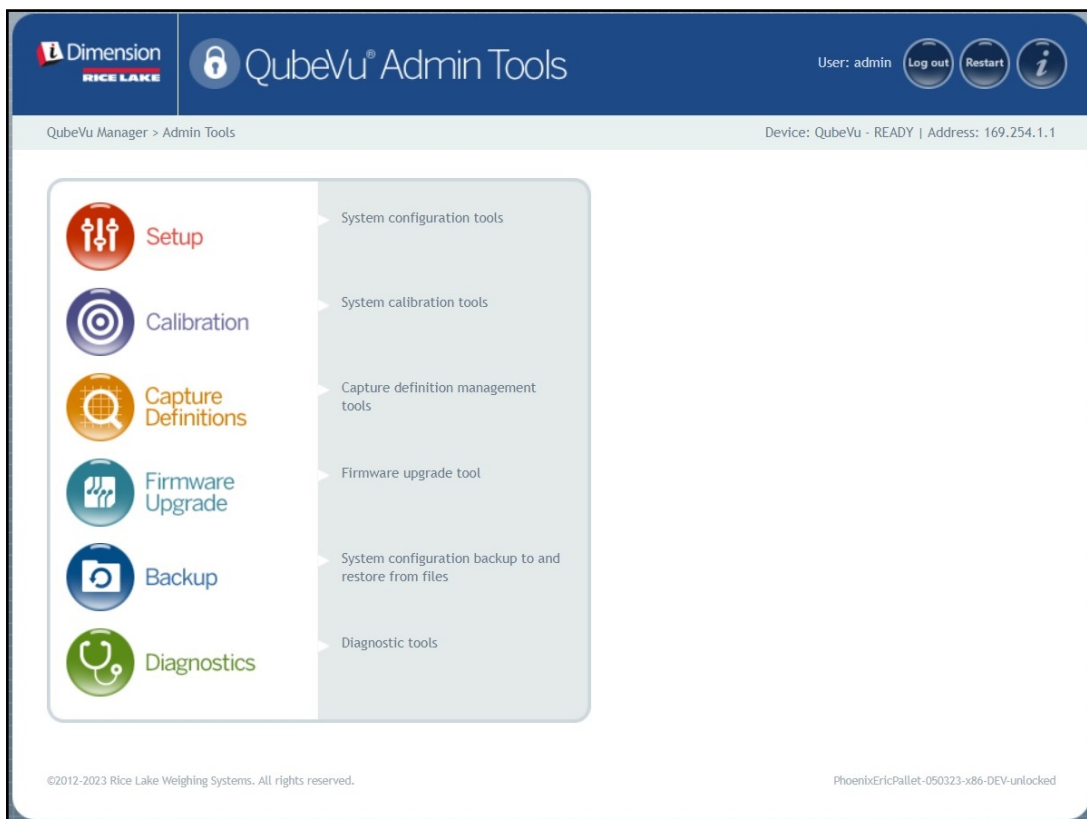 i Dimension
RICE LAKE
QubeVu® Admin Tools
User: admin
Log out
Restart
i
QubeVu Manager > Admin Tools
Device: QubeVu - READY | Address: 169.254.1.1
Setup
System configuration tools
Calibration
System calibration tools
Capture
Definitions
Capture definition management
tools
Firmware
Upgrade
Firmware upgrade tool
Backup
System configuration backup to and
restore from files
Diagnostics
Diagnostic tools
©2012-2023 Rice Lake Weighing Systems. All rights reserved.
PhoenixEricPallet-050323-x86-DEV-unlocked